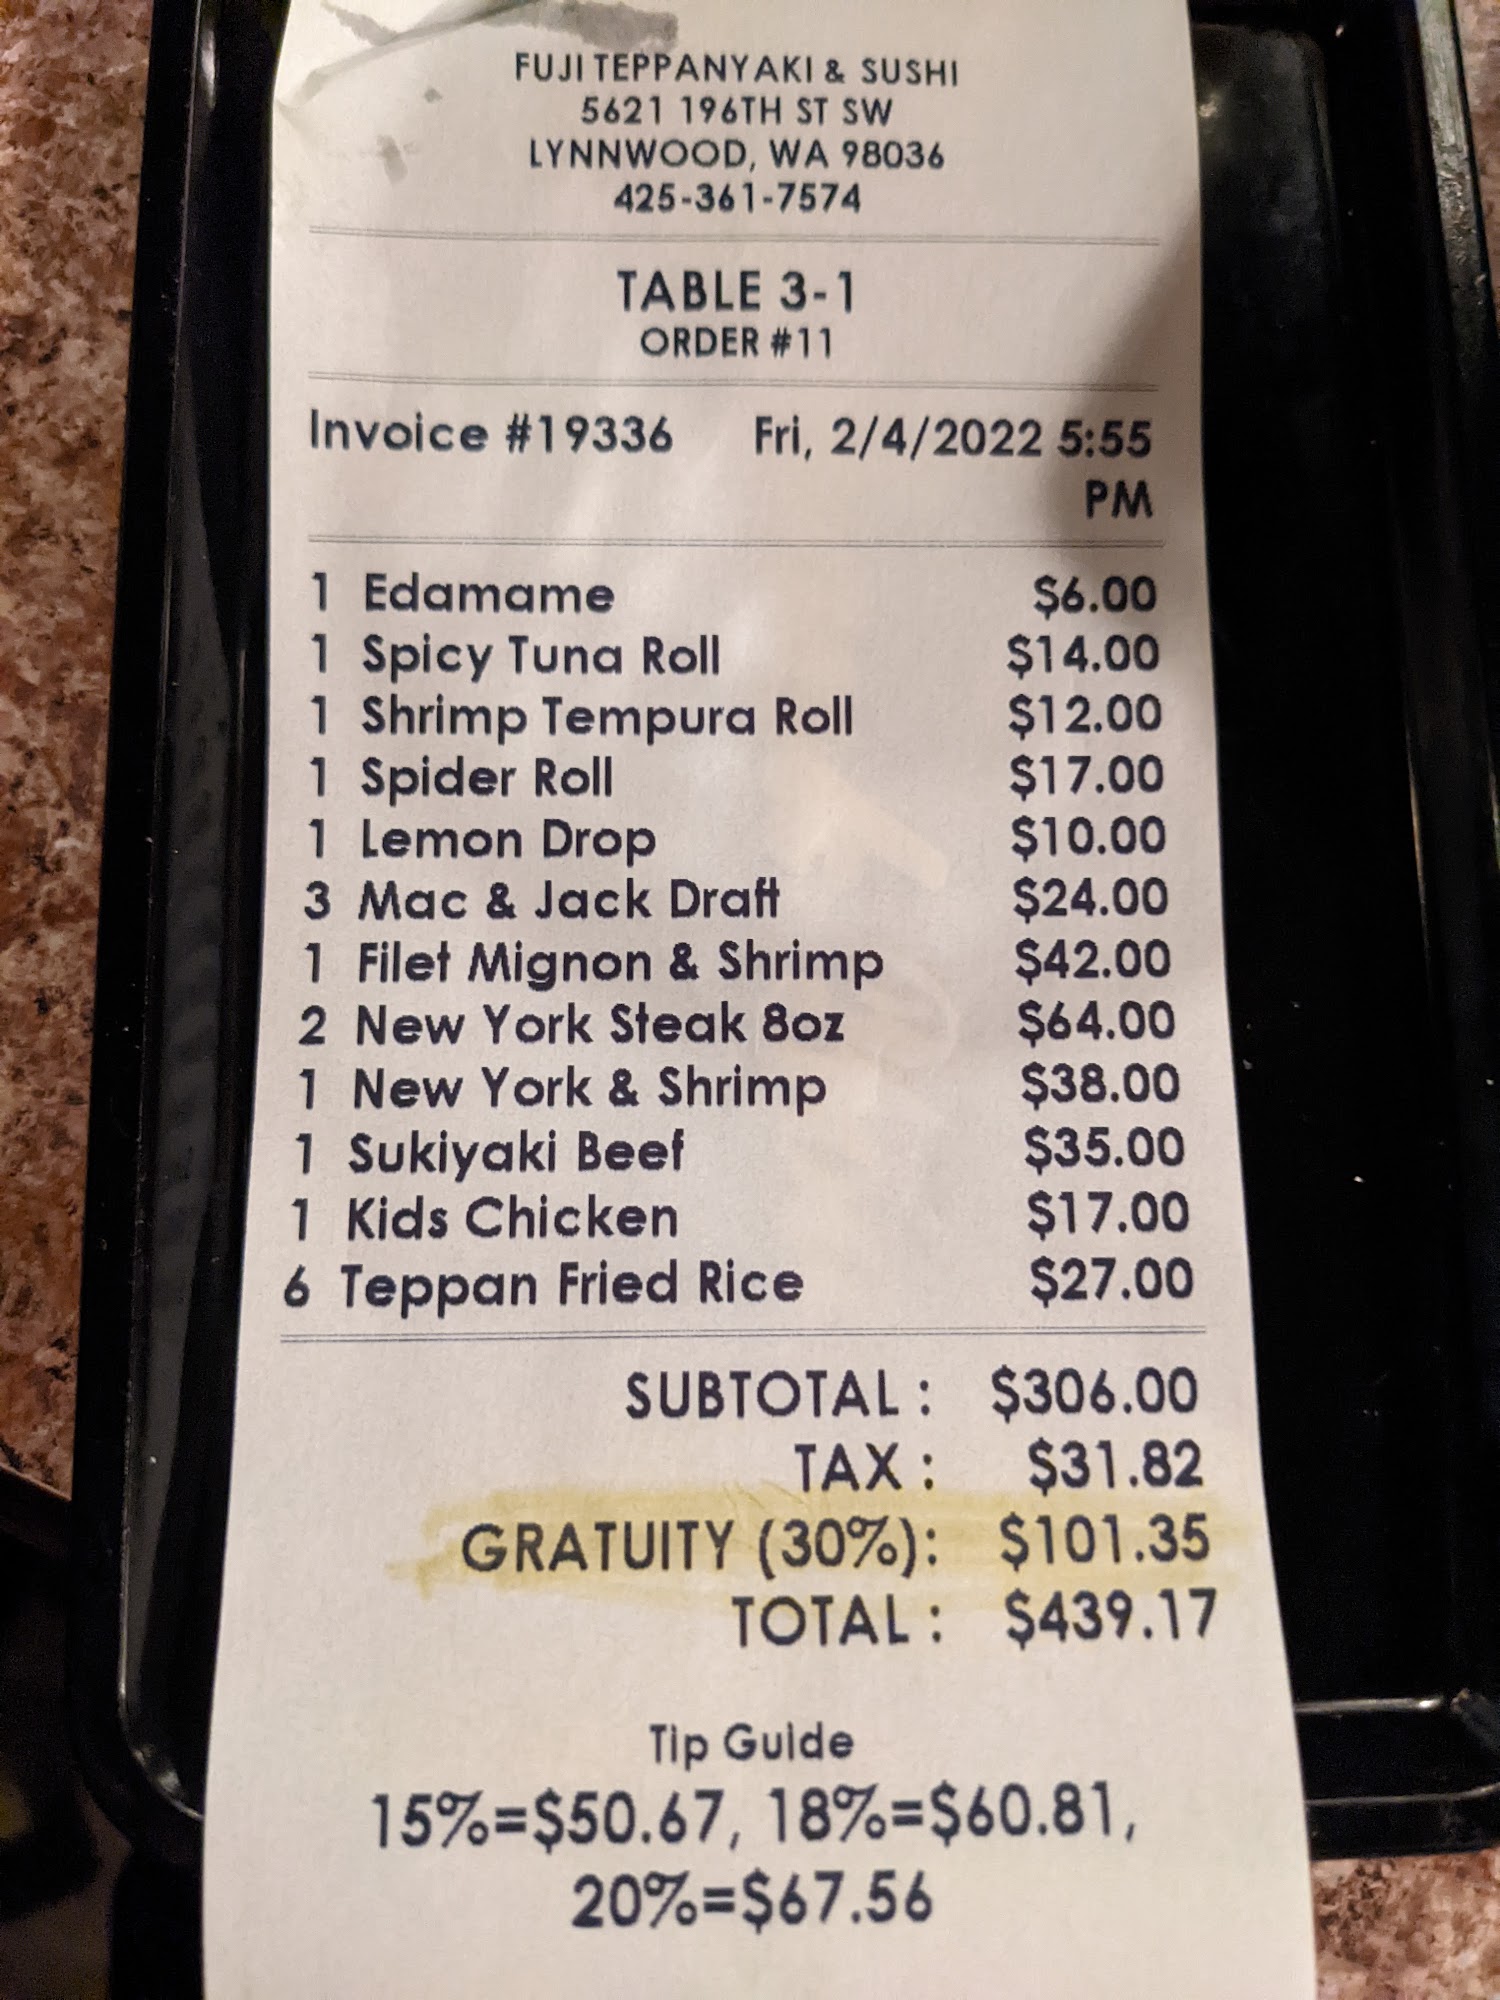 FUJI TEPPANYAKI & SUSHI
5621 196TH ST SW
LYNNWOOD, WA 98036
425-361-7574
TABLE 3-1
ORDER #11
Invoice #19336 Fri, 2/4/2022 5:55
PM
1 Edamame $6.00
1 Spicy Tuna Roll $14.00
1 Shrimp Tempura Roll $12.00
1 Spider Roll $17.00
1 Lemon Drop $10.00
3 Mac & Jack Draft $24.00
1 Filet Mignon & Shrimp $42.00
2 New York Steak 8oz $64.00
1 New York & Shrimp $38.00
1 Sukiyaki Beef $35.00
1 Kids Chicken $17.00
6 Teppan Fried Rice $27.00
SUBTOTAL : $306.00
TAX : $31.82
GRATUITY (30%): $101.35
TOTAL : $439.17
Tip Guide
15%=$50.67, 18%=$60.81,
20%=$67.56